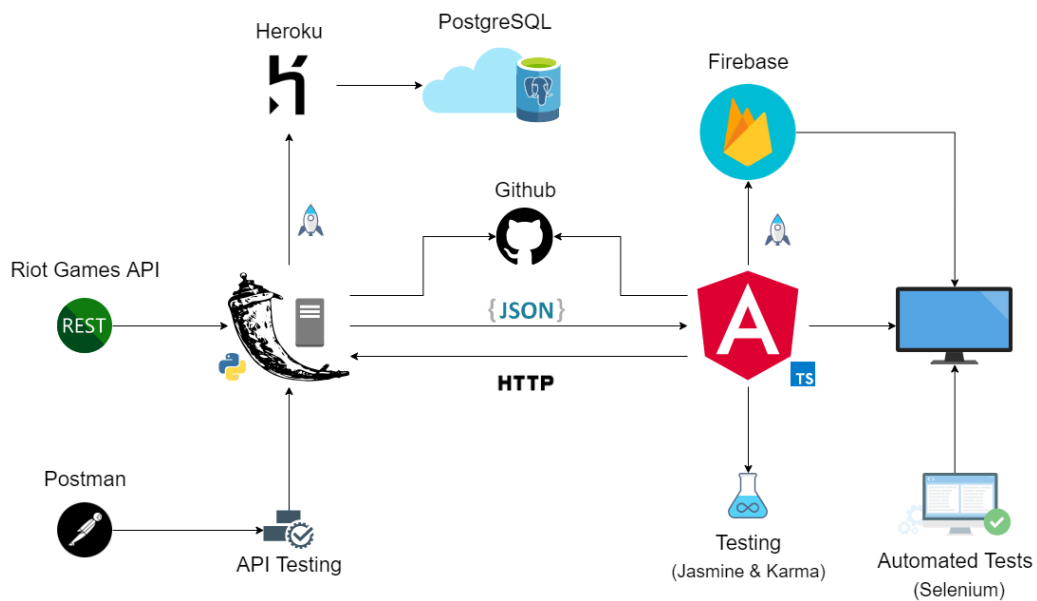 Heroku
PostgreSQL
Firebase
Github
Riot Games API
REST
{JSON}
HTTP
TS
Postman
API Testing
Testing
(Jasmine & Karma)
Automated Tests
(Selenium)